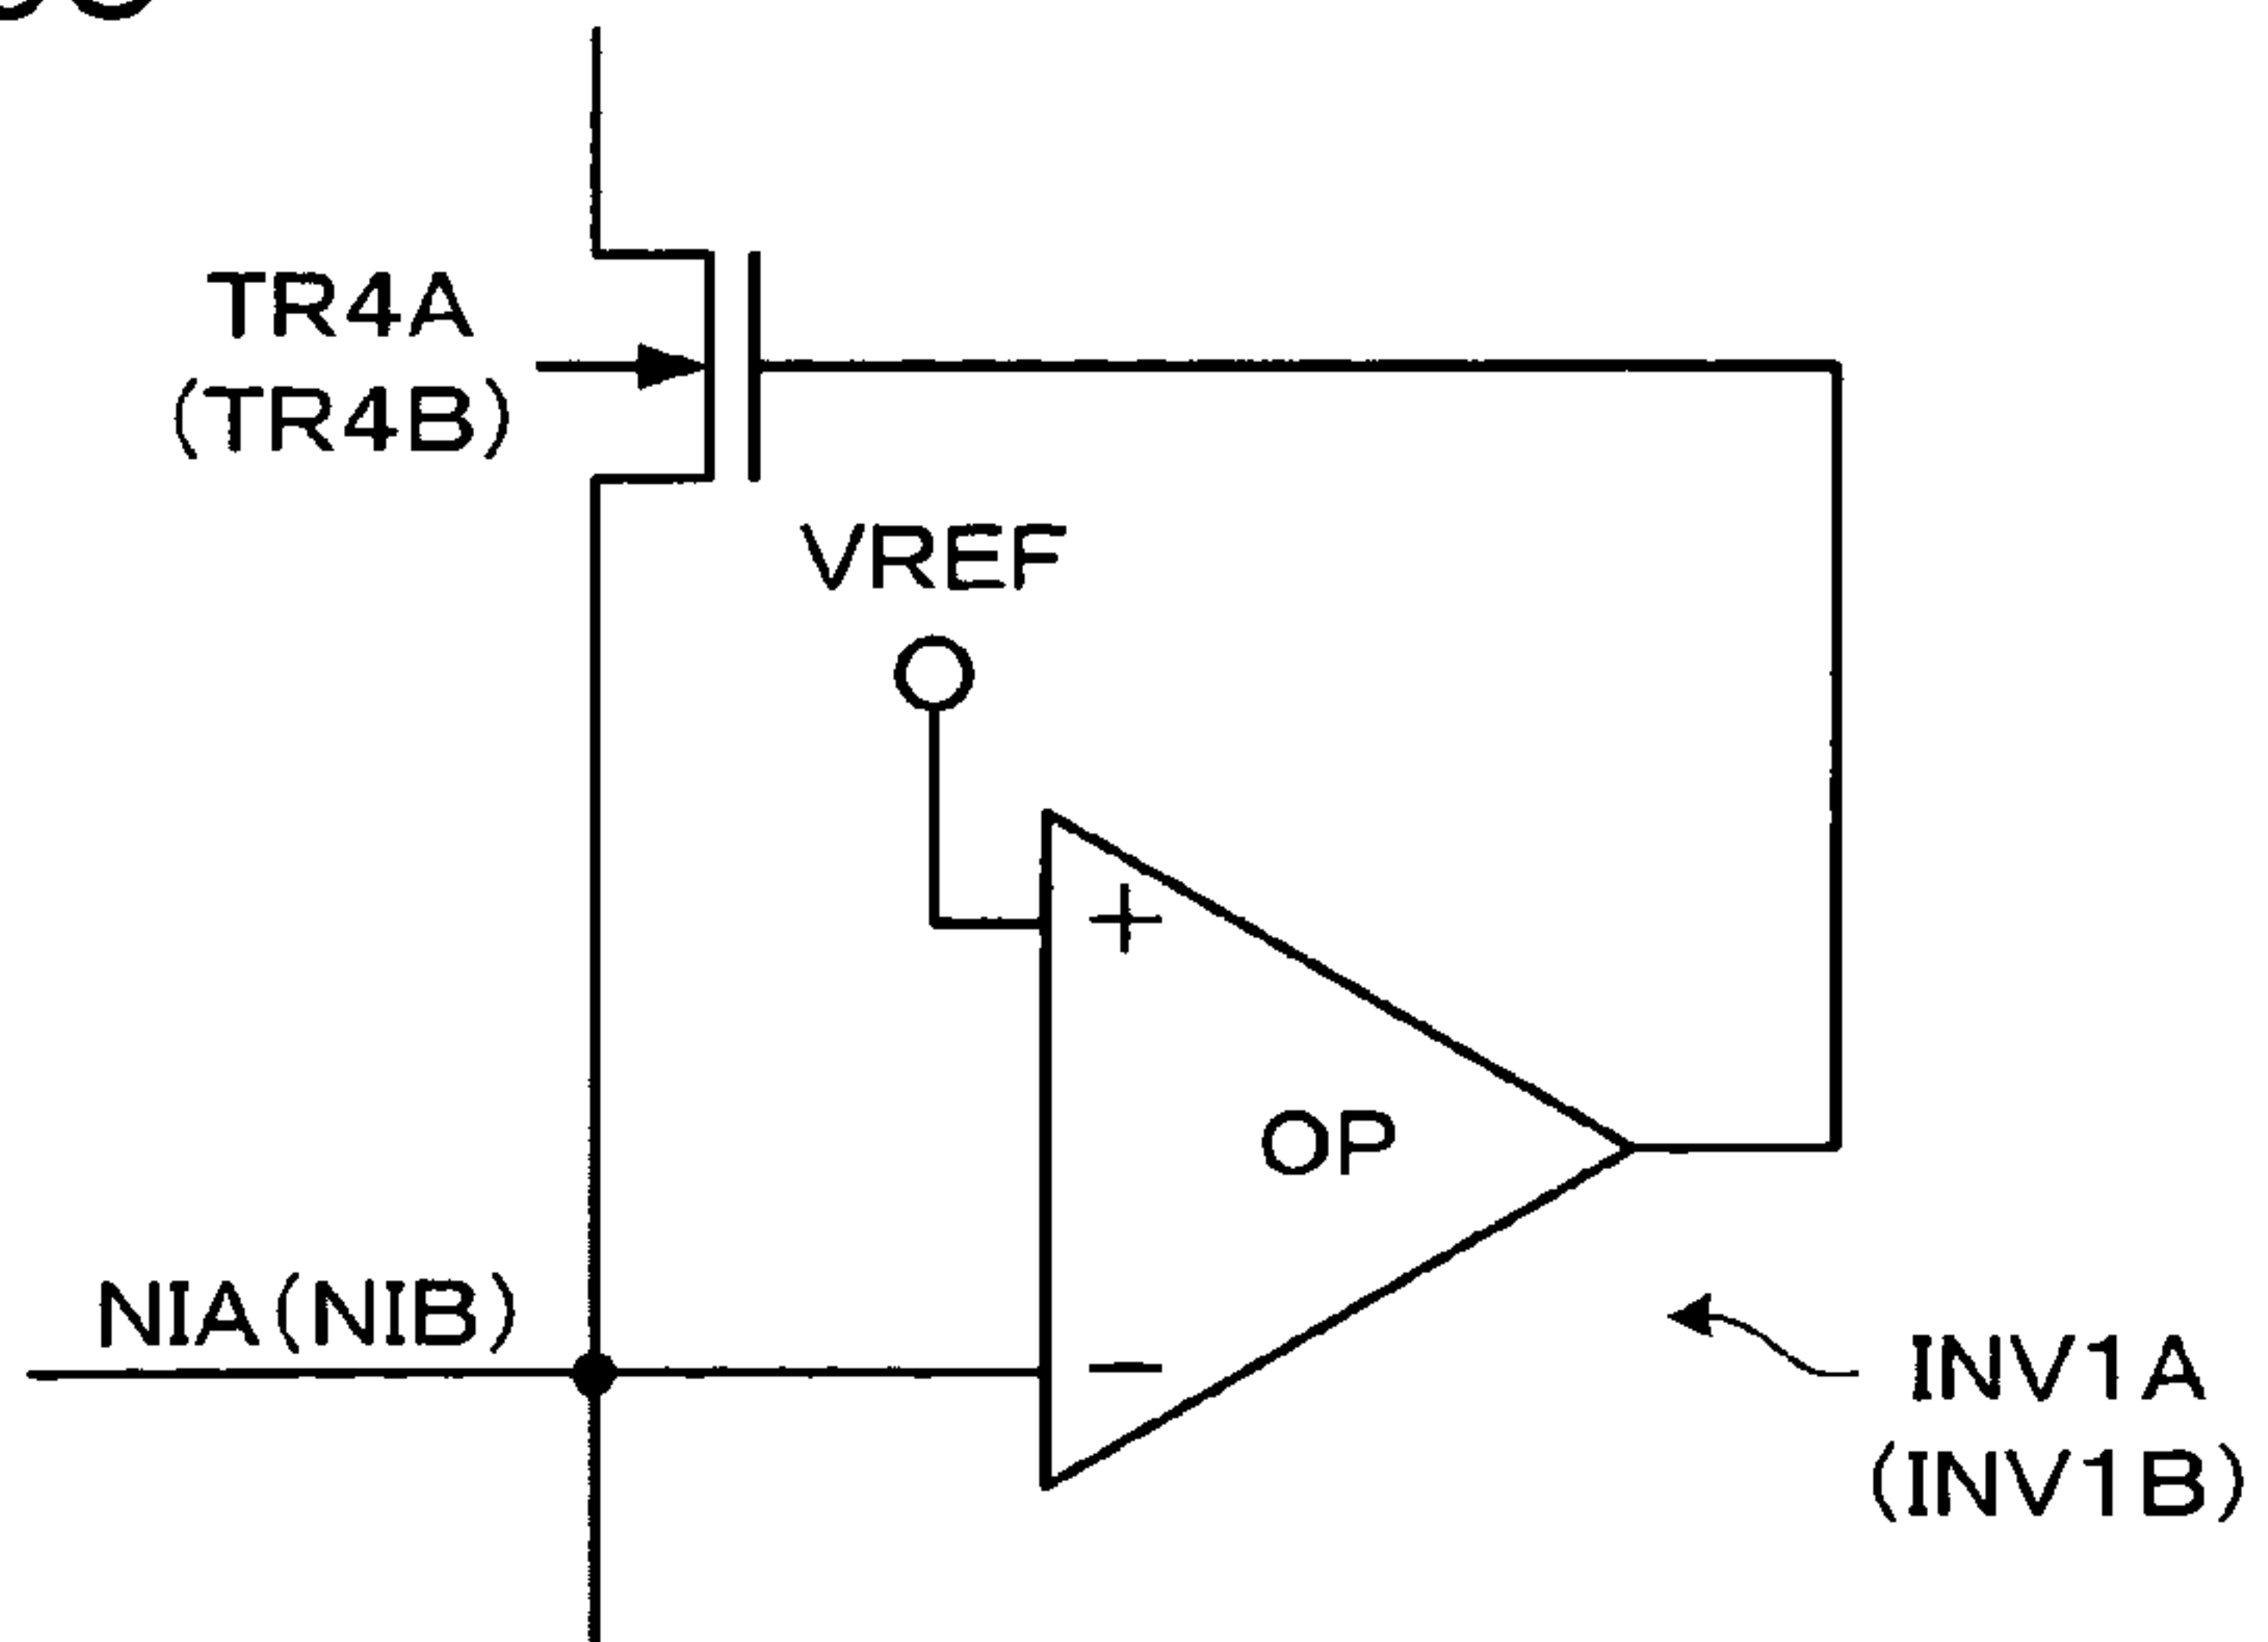 TR4A
(TR4B)
VREF
+
OP
NIA(NIB)
−
INV1A
(INV1B)